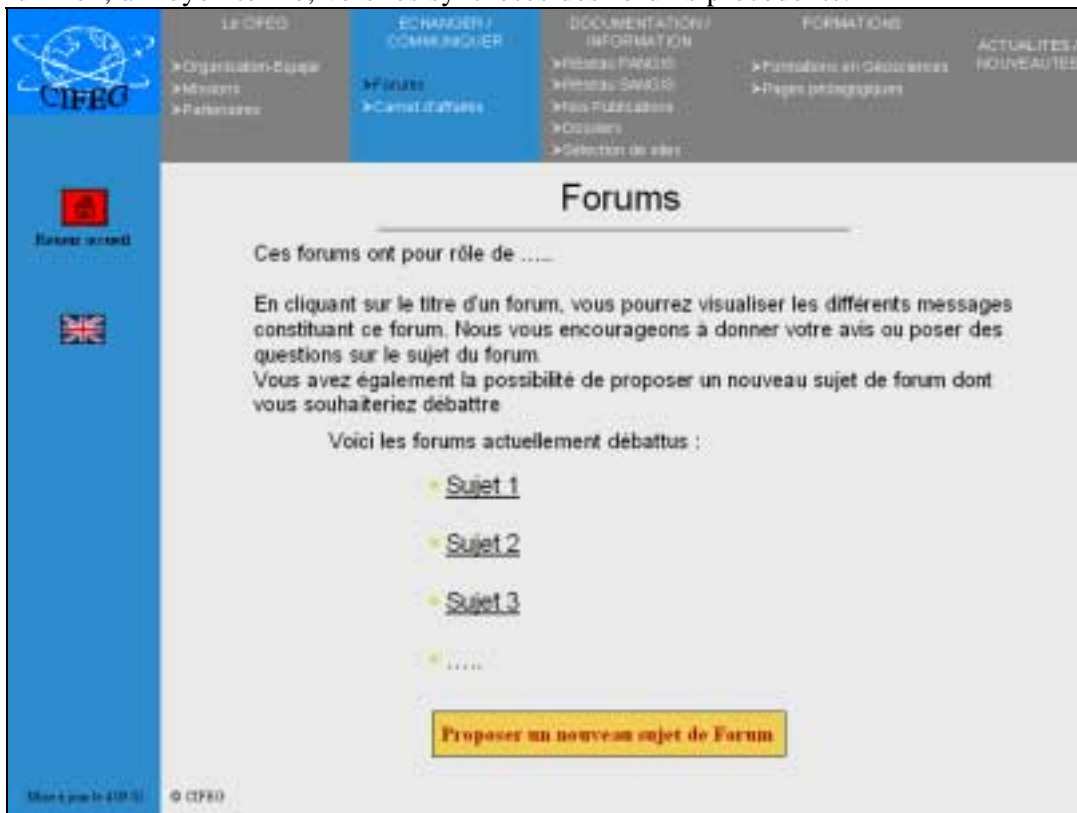 Le CIFEG
ECHANGER /
COMMUNIQUER
DOCUMENTATION /
INFORMATION
FORMATIONS
ACTUALITES /
NOUVEAUTES
CIFEG
➤Organisation-Equipe
➤Missions
➤Partenaires
➤Forums
➤Carnet d'affaires
➤Réseau PANGIS
➤Réseau SANGIS
➤Nos Publications
➤Dossiers
➤Sélection de sites
➤Formations en Géosciences
➤Pages pédagogiques
Retour accueil
Forums
Ces forums ont pour rôle de .....
En cliquant sur le titre d'un forum, vous pourrez visualiser les différents messages
constituant ce forum. Nous vous encourageons à donner votre avis ou poser des
questions sur le sujet du forum.
Vous avez également la possibilité de proposer un nouveau sujet de forum dont
vous souhaiteriez débattre
Voici les forums actuellement débattus :
Sujet 1
Sujet 2
Sujet 3
.....
Proposer un nouveau sujet de Forum
Mise à jour le
© CIFEG